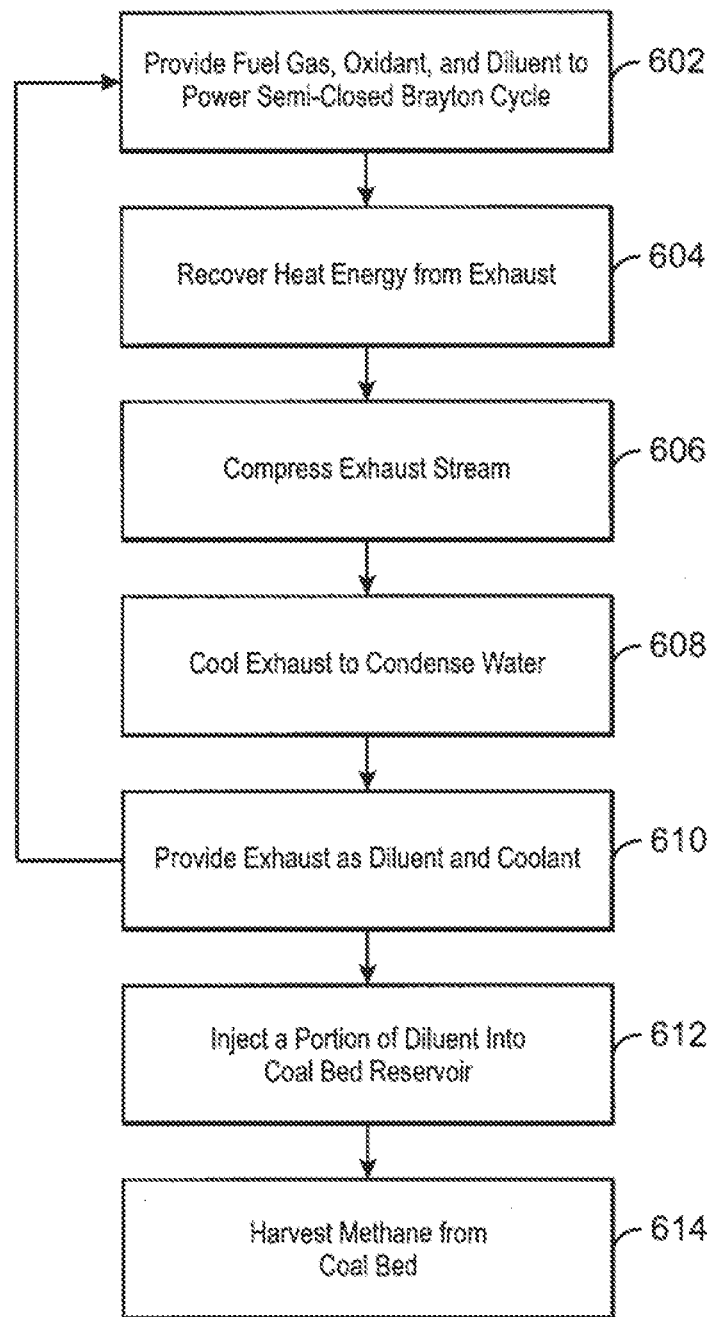 Provide Fuel Gas, Oxidant, and Diluent to
Power Semi-Closed Brayton Cycle
602
Recover Heat Energy from Exhaust
604
Compress Exhaust Stream
606
Cool Exhaust to Condense Water
608
Provide Exhaust as Diluent and Coolant
610
Inject a Portion of Diluent Into
Coal Bed Reservoir
612
Harvest Methane from
Coal Bed
614